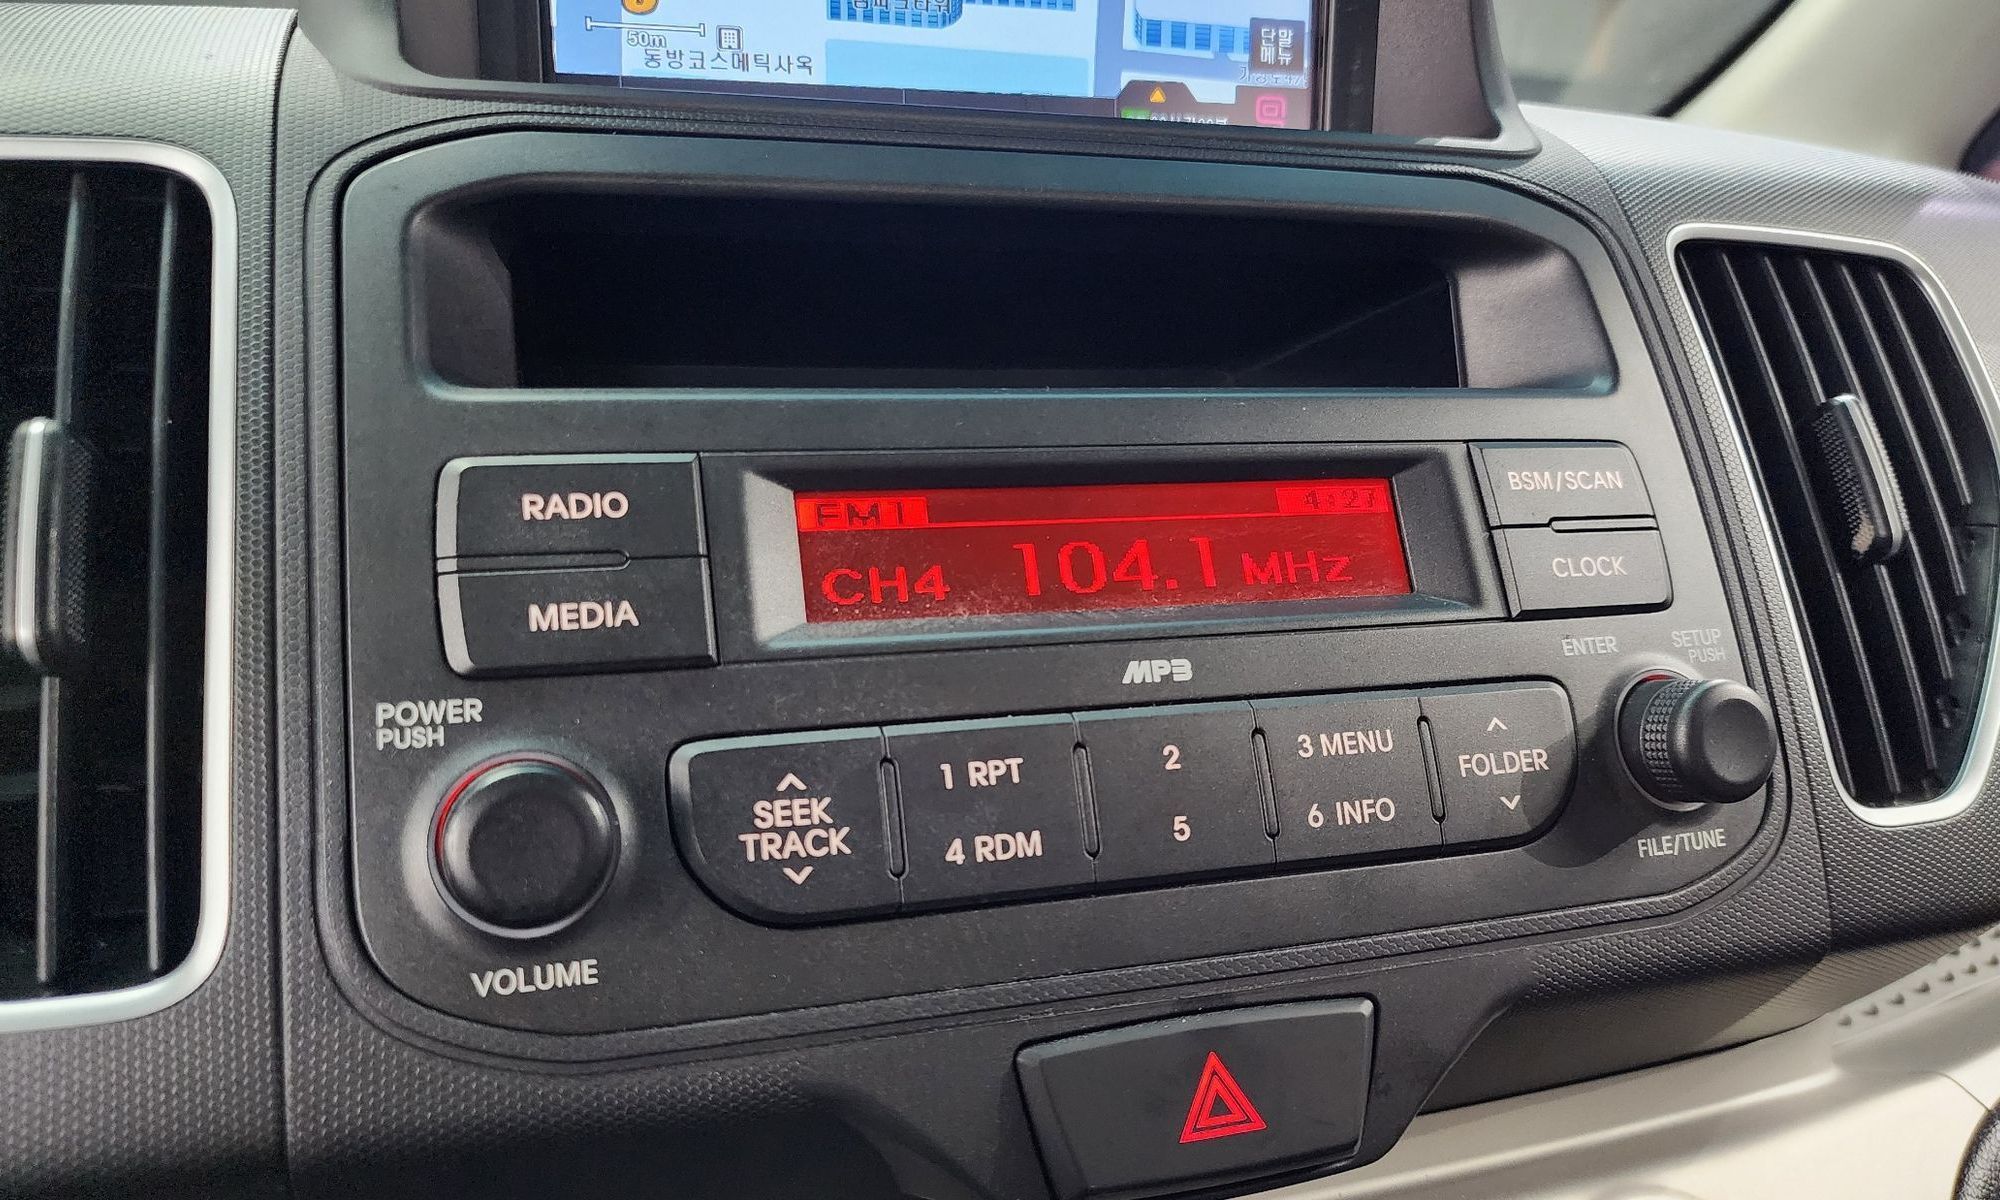 50m
동방코스메틱사옥
단말
메뉴
RADIO
MEDIA
FM1
4:27
CH4 104.1 MHz
BSM/SCAN
CLOCK
MP3
ENTER
SETUP
PUSH
POWER
PUSH
SEEK
TRACK
1 RPT
2
3 MENU
4 RDM
5
6 INFO
FOLDER
FILE/TUNE
VOLUME